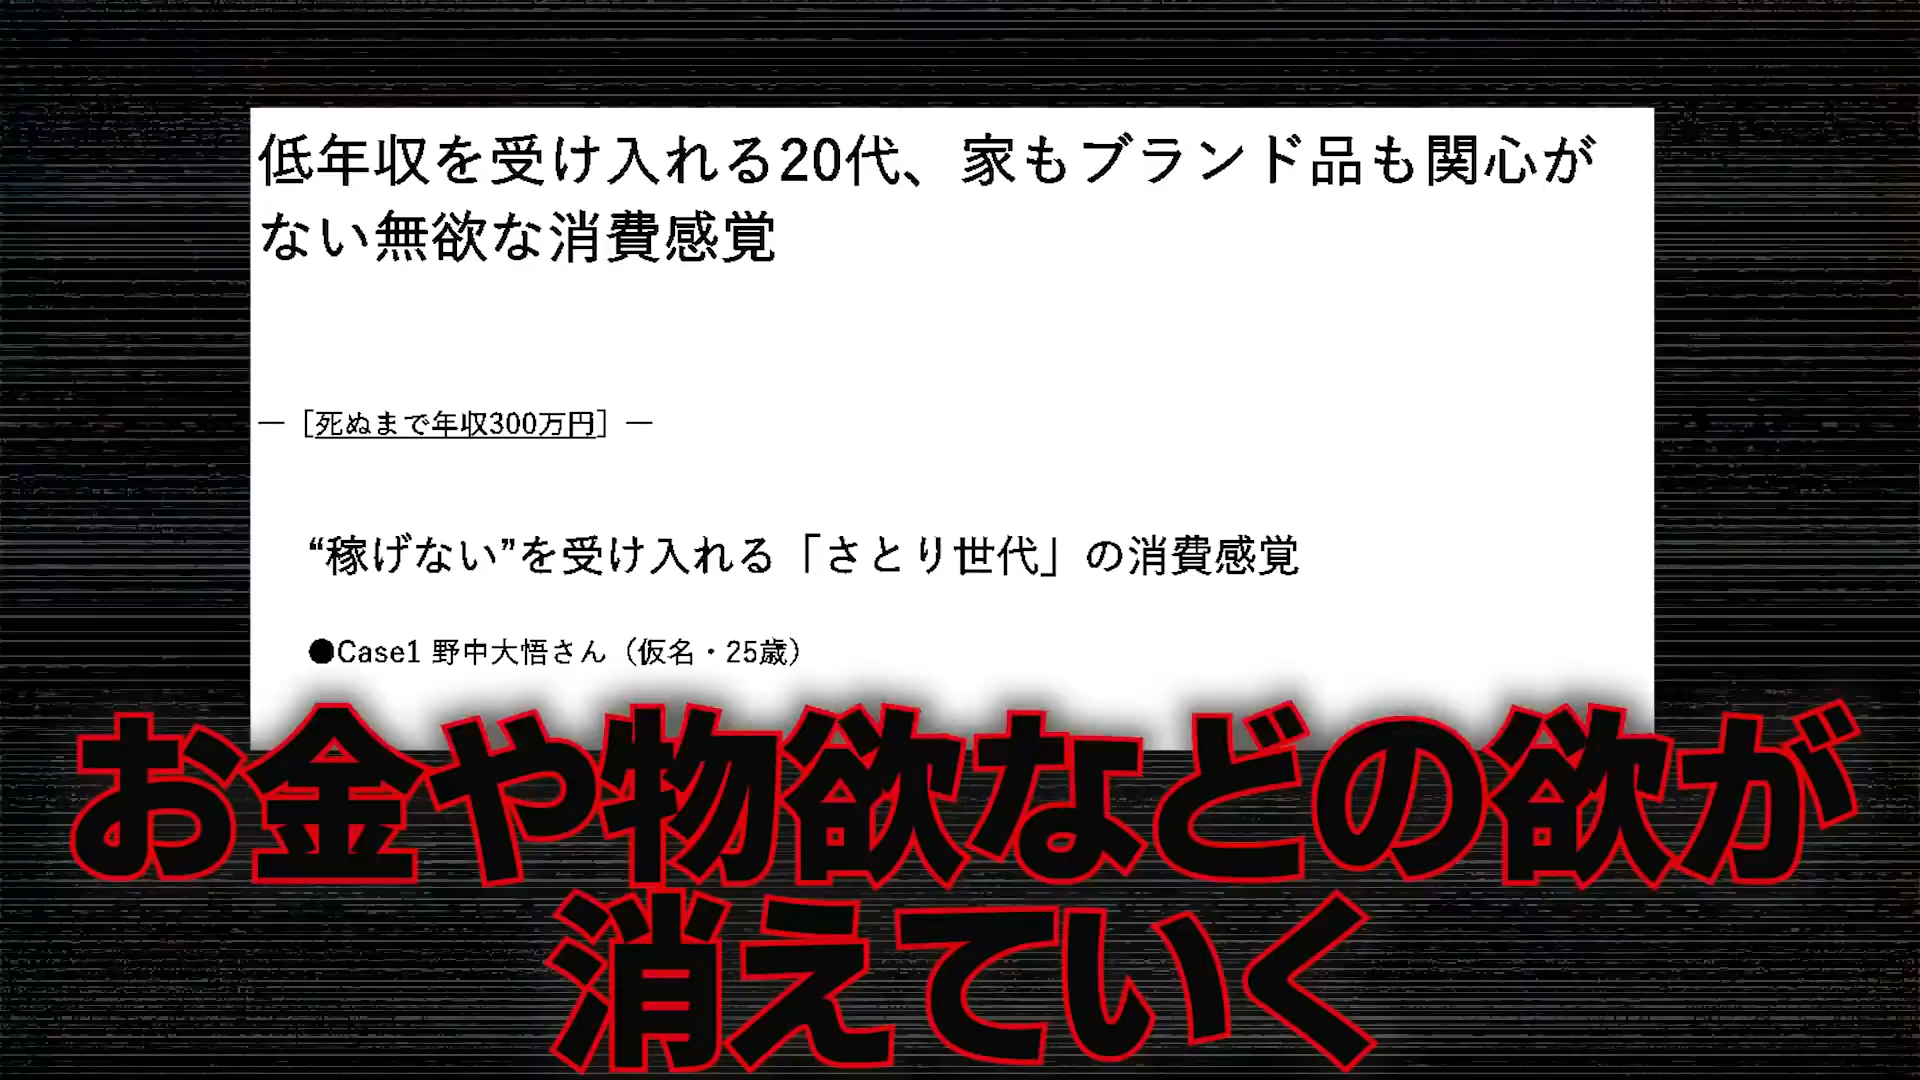 低年収を受け入れる20代、家もブランド品も関心が
ない無欲な消費感覚
― [死ぬまで年収300万円] ―
“稼げない”を受け入れる「さとり世代」の消費感覚
●Case1 野中大悟さん（仮名・25歳）
お金や物欲などの欲が
消えていく